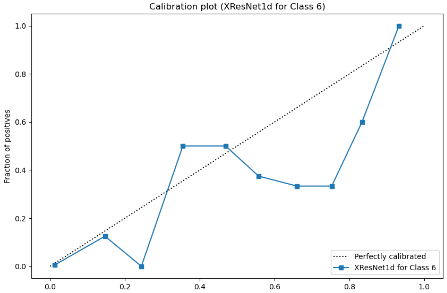 Calibration plot (XResNet1d for Class 6)
1.0
0.8
0.6
0.4
0.2
0.0
Fraction of positives
0.0 0.2 0.4 0.6 0.8 1.0
Perfectly calibrated
XResNet1d for Class 6